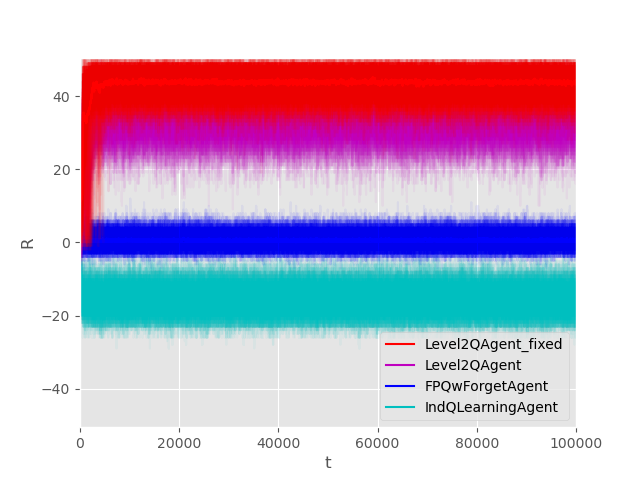 40
20
0
−20
−40
R
0
20000
40000
60000
80000
100000
t
Level2QAgent_fixed
Level2QAgent
FPQwForgetAgent
IndQLearningAgent